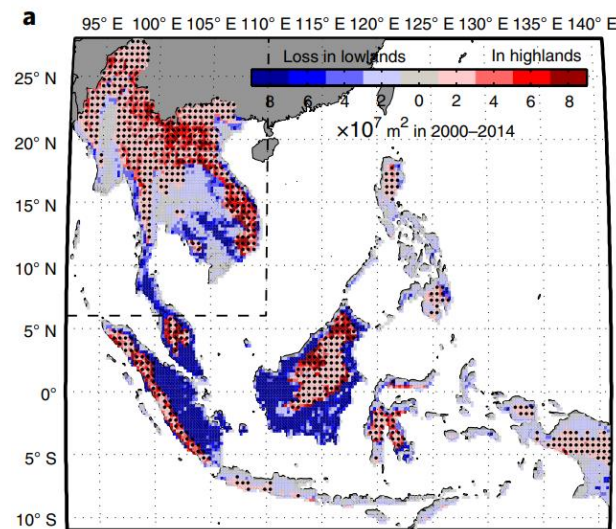 a
95° E 100° E 105° E 110° E 115° E 120° E 125° E 130° E 135° E 140° E
Loss in lowlands In highlands
8 6 4 2 0 2 4 6 8
×10⁷ m² in 2000–2014
25° N
20° N
15° N
10° N
5° N
0°
5° S
10° S